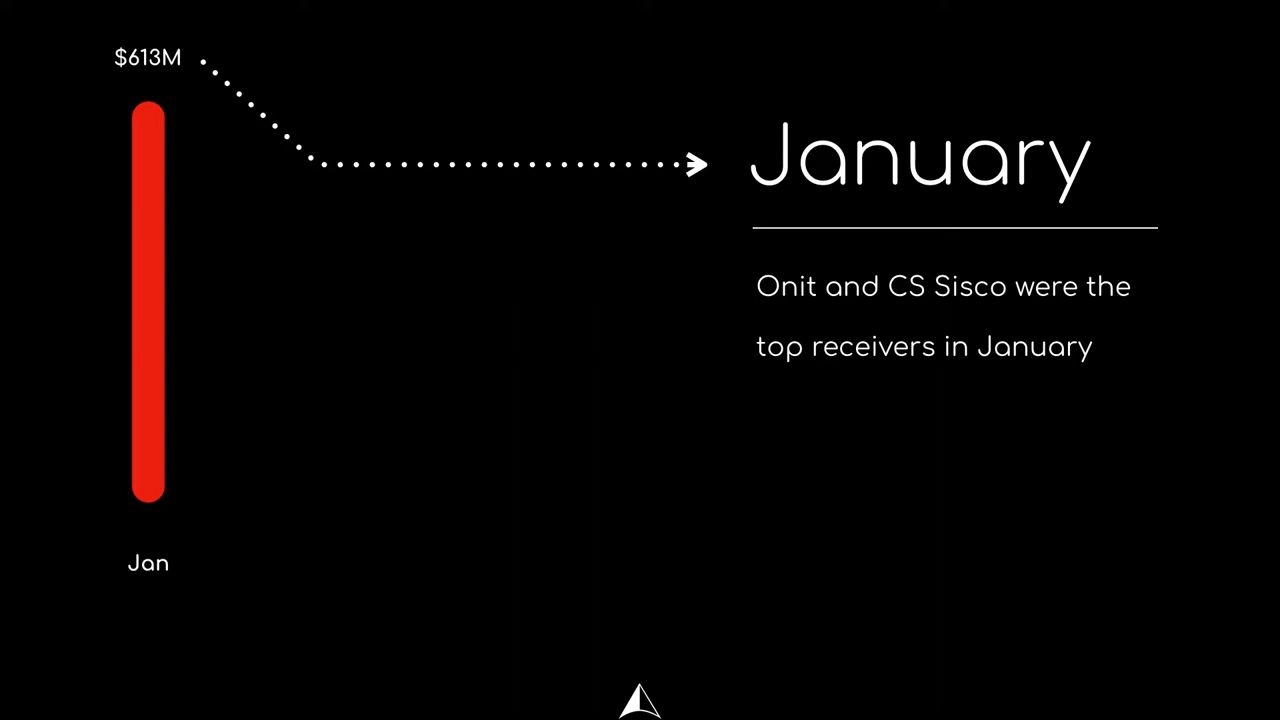 $613M
January
Onit and CS Sisco were the
top receivers in January
Jan